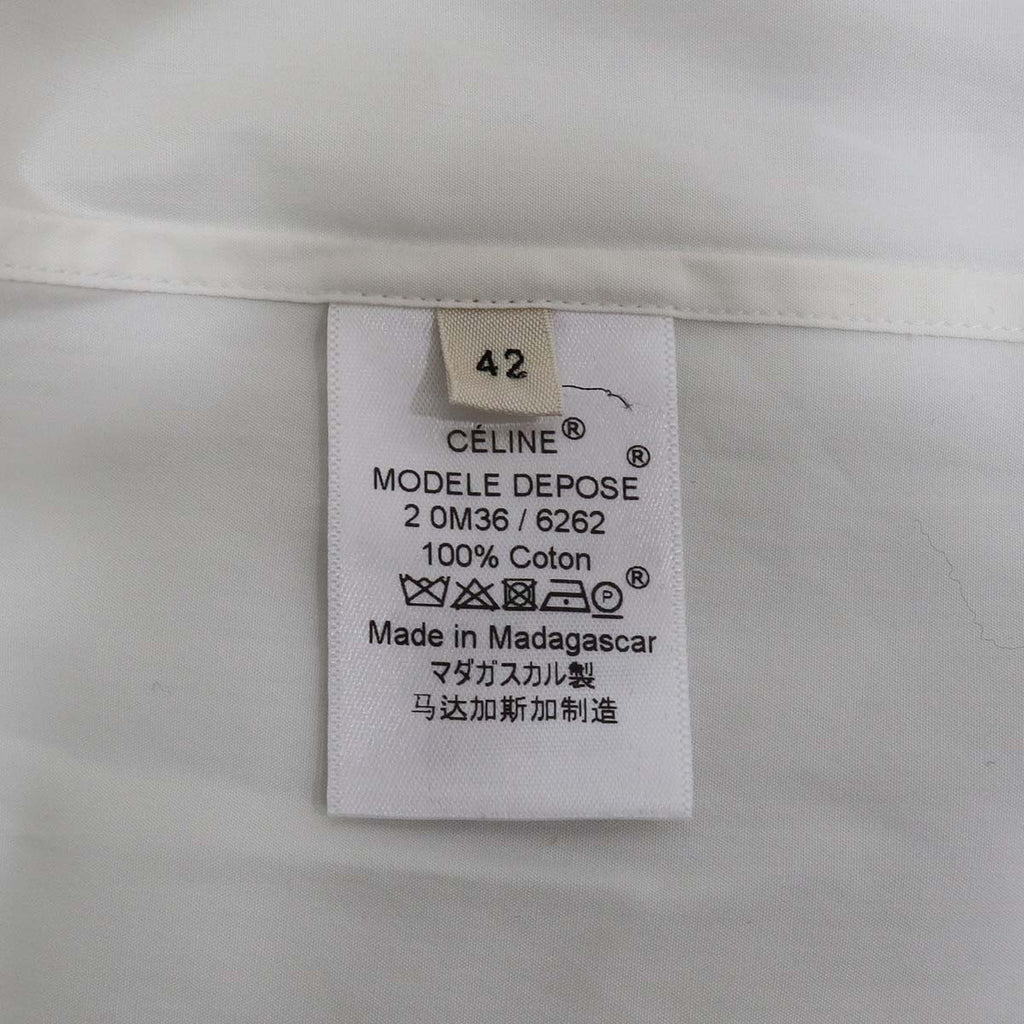 42
CÉLINE®
MODELE DEPOSE®
2 0M36 / 6262
100% Coton
P ®
Made in Madagascar
マダガスカル製
马达加斯加制造